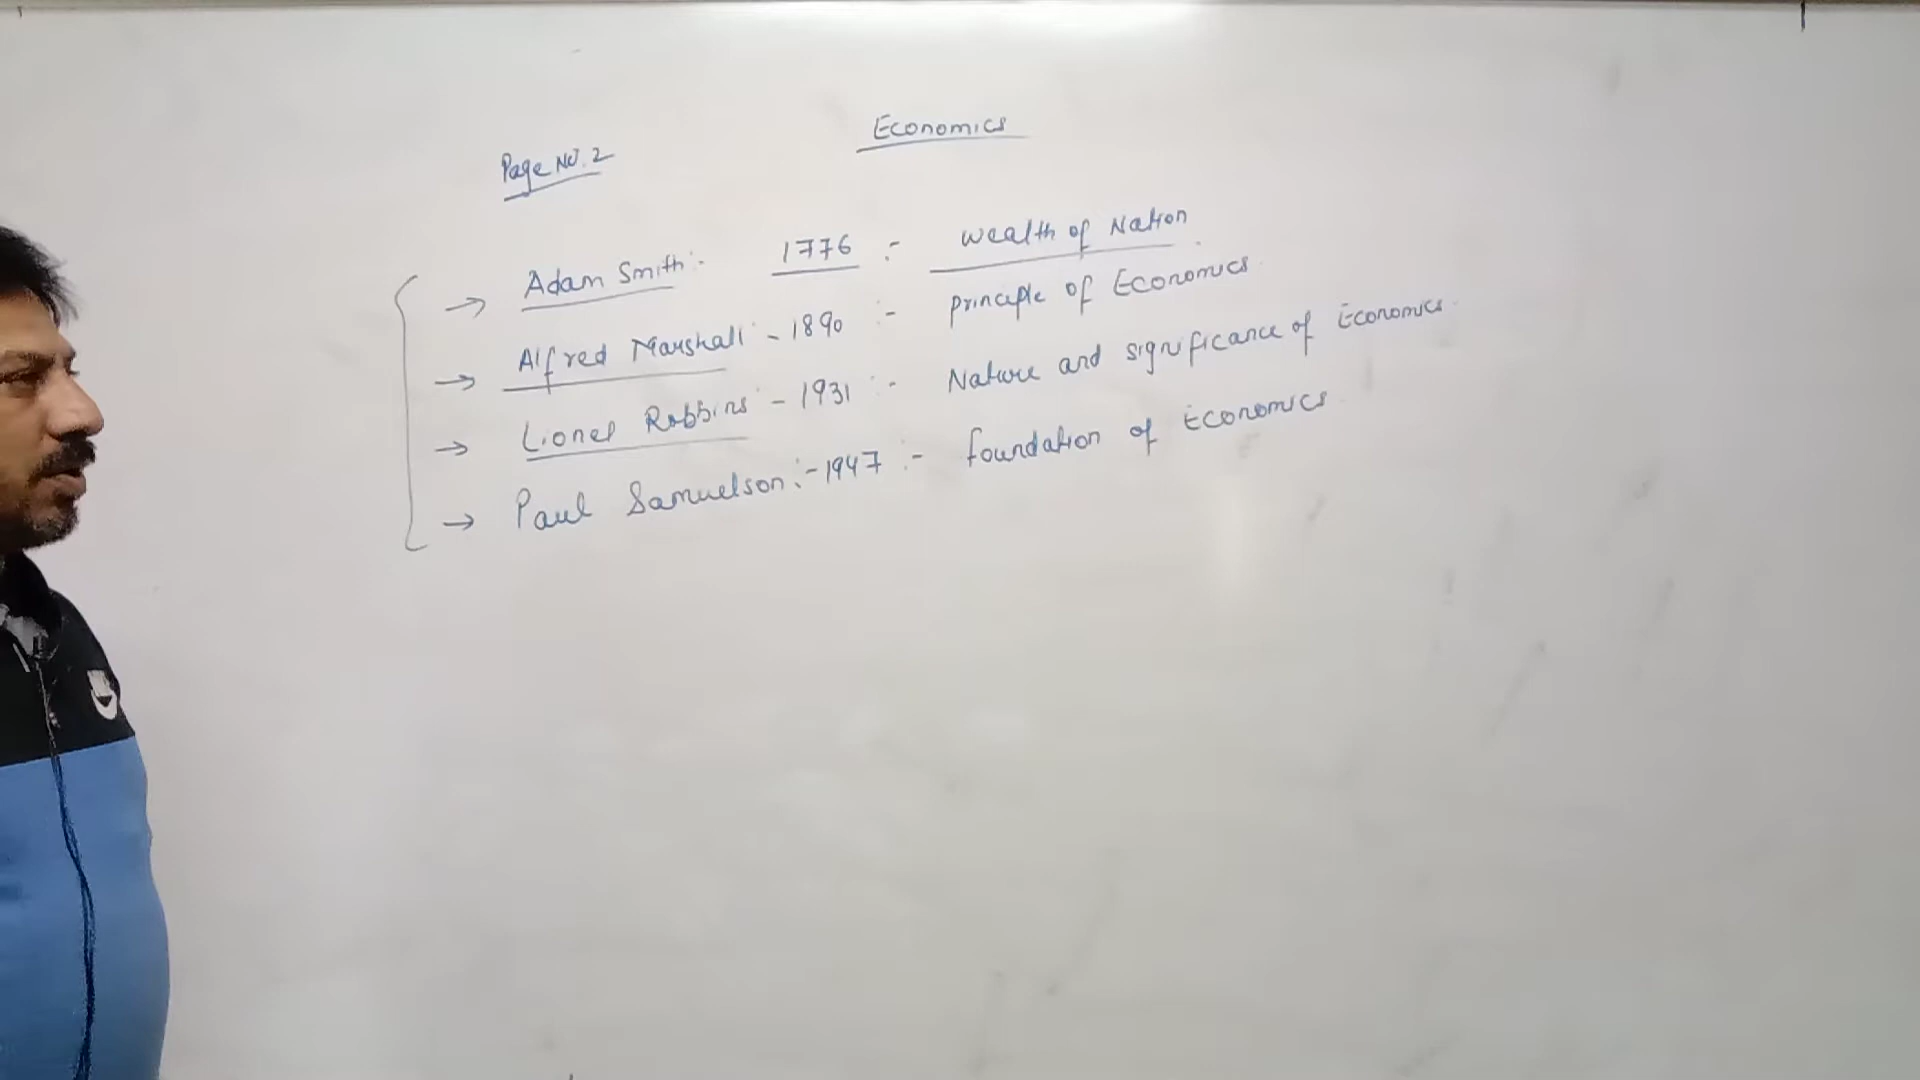 Economics
Page No. 2
→ Adam Smith:- 1776 :- wealth of Nation
→ Alfred Marshall - 1890 :- principle of Economics
→ Lionel Robbins - 1931 :- Nature and significance of Economics.
→ Paul Samuelson:-1947 :- foundation of Economics